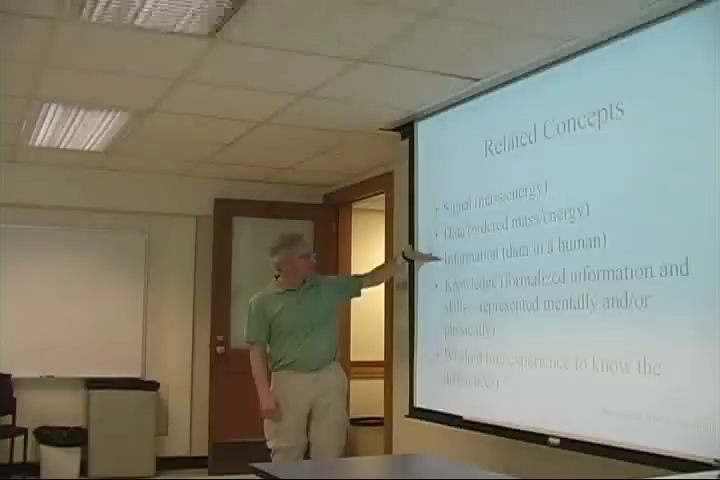 Related Concepts
• Signal (mass/energy)
• Data (ordered mass/energy)
Information (data in a human)
• Knowledge (formalized information and
skills – represented mentally and/or
physically)
• Wisdom (the experience to know the
difference)